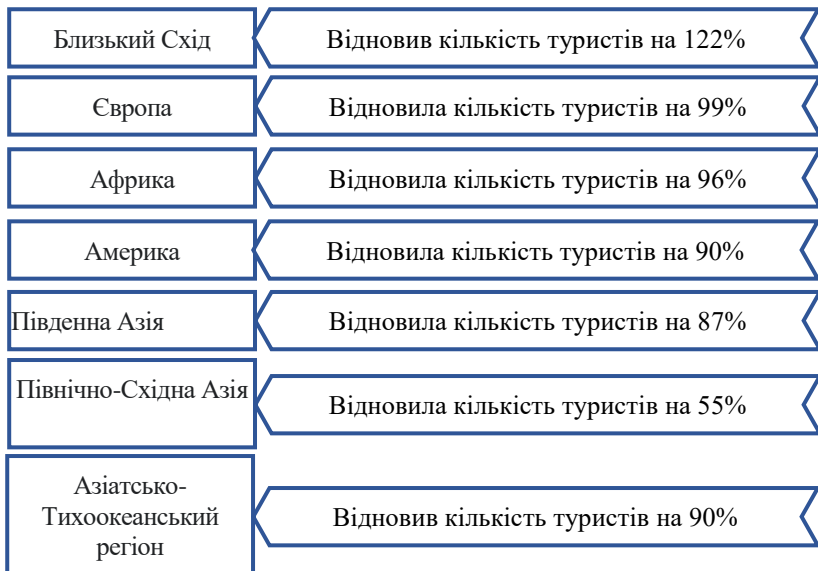 Близький Схід
Відновив кількість туристів на 122%
Європа
Відновила кількість туристів на 99%
Африка
Відновила кількість туристів на 96%
Америка
Відновила кількість туристів на 90%
Південна Азія
Відновила кількість туристів на 87%
Північно-Східна Азія
Відновила кількість туристів на 55%
Азіатсько-
Тихоокеанський
регіон
Відновив кількість туристів на 90%